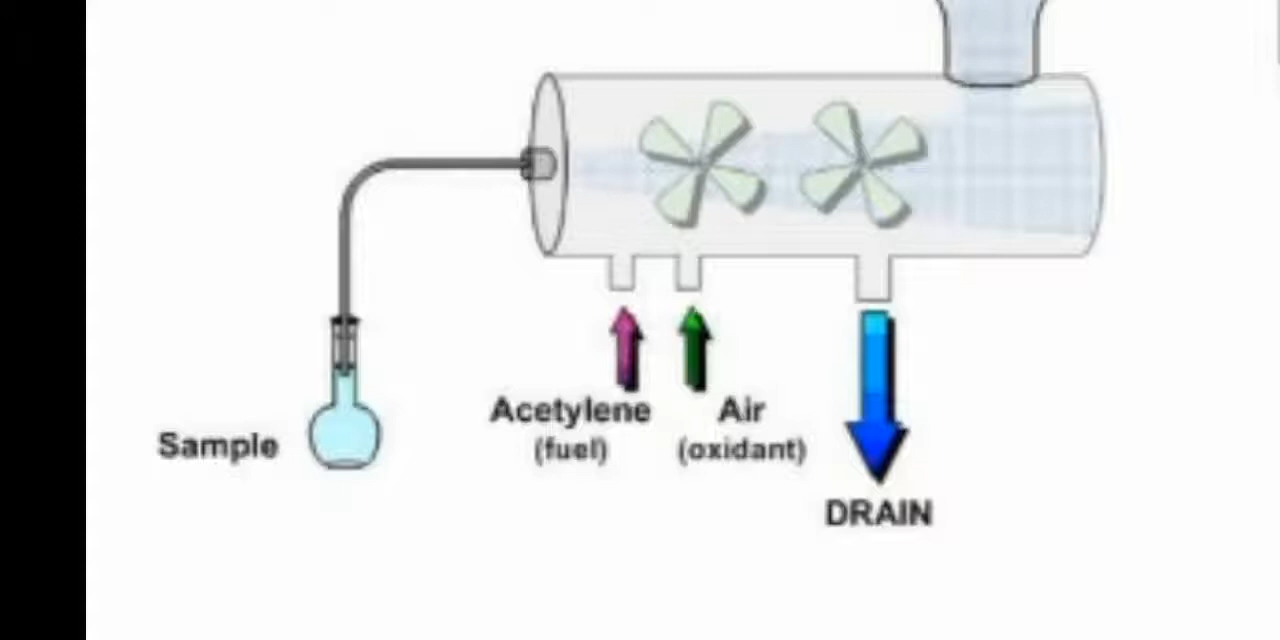 Acetylene
(fuel)
Air
(oxidant)
Sample
DRAIN